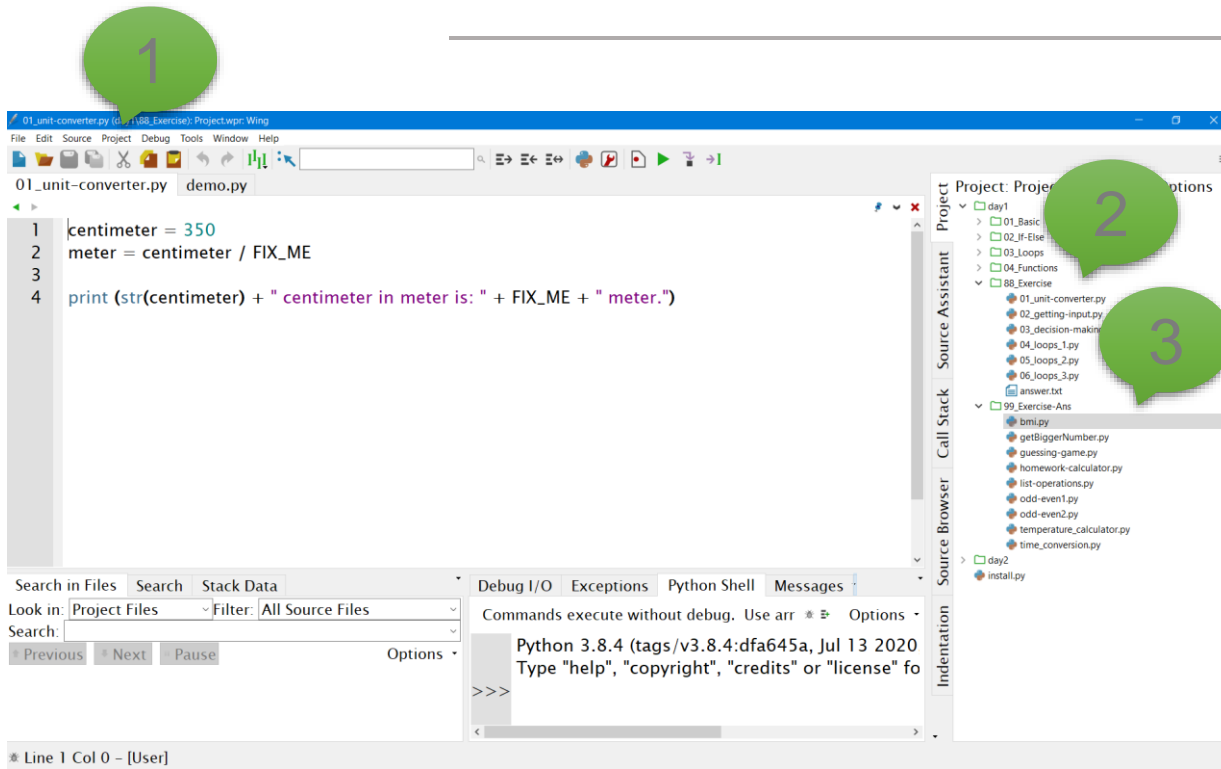 1
01_unit-converter.py (day1\88_Exercise): Project.wpr: Wing
File Edit Source Project Debug Tools Window Help
01_unit-converter.py demo.py
1 centimeter = 350
2 meter = centimeter / FIX_ME
3
4 print (str(centimeter) + " centimeter in meter is: " + FIX_ME + " meter.")
Search in Files Search Stack Data
Look in: Project Files Filter: All Source Files
Search:
Previous Next Pause Options
Debug I/O Exceptions Python Shell Messages
Commands execute without debug. Use arr Options
Python 3.8.4 (tags/v3.8.4:dfa645a, Jul 13 2020
Type "help", "copyright", "credits" or "license" fo
>>>
Project
Source Assistant
Call Stack
Source Browser
Indentation
Project: ptions
2
day1
01_Basic
02_If-Else
03_Loops
04_Functions
88_Exercise
01_unit-converter.py
02_getting-input.py
03_decision-making
3
04_loops_1.py
05_loops_2.py
06_loops_3.py
answer.txt
99_Exercise-Ans
bmi.py
getBiggerNumber.py
guessing-game.py
homework-calculator.py
list-operations.py
odd-even1.py
odd-even2.py
temperature_calculator.py
time_conversion.py
day2
install.py
Line 1 Col 0 – [User]